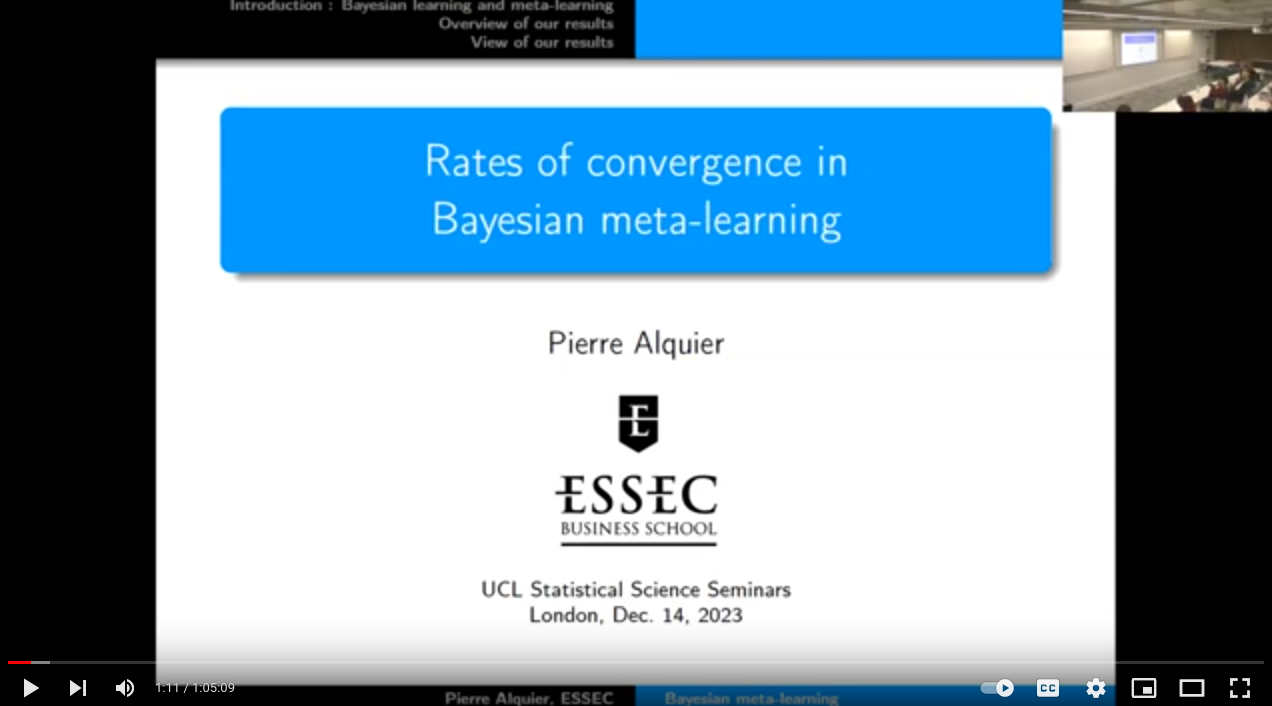 Introduction : Bayesian learning and meta-learning
Overview of our results
View of our results
Rates of convergence in
Bayesian meta-learning
Pierre Alquier
E
ESSEC
BUSINESS SCHOOL
UCL Statistical Science Seminars
London, Dec. 14, 2023
1:11 / 1:05:09
CC
Pierre Alquier, ESSEC
Bayesian meta-learning